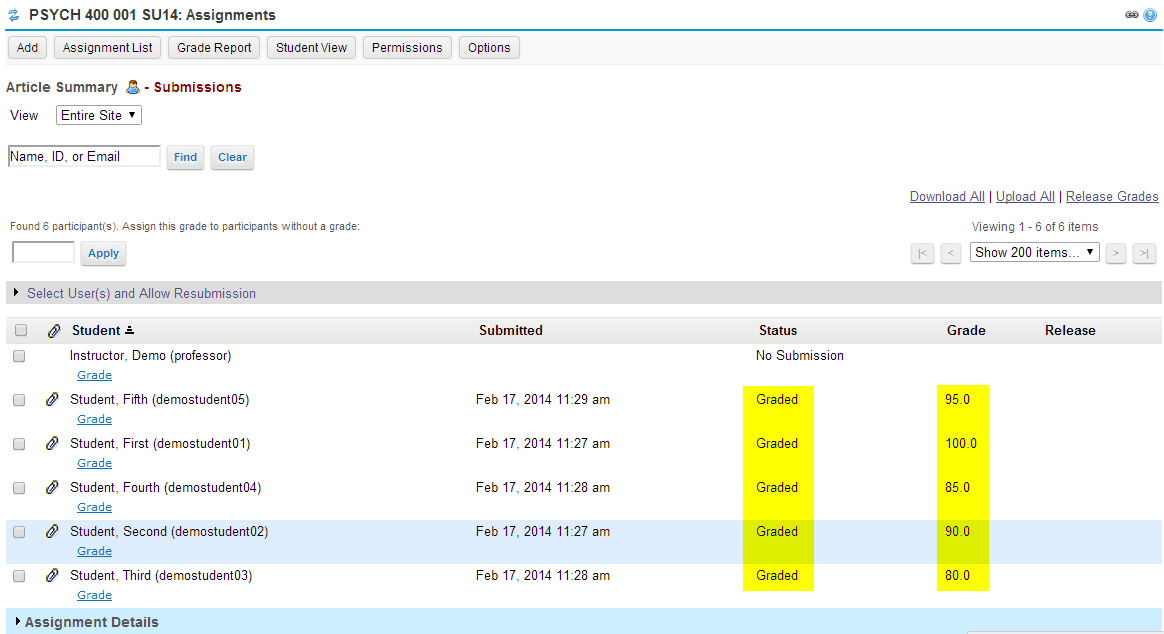 PSYCH 400 001 SU14: Assignments
Add Assignment List Grade Report Student View Permissions Options
Article Summary - Submissions
View Entire Site
Name, ID, or Email Find Clear
Download All | Upload All | Release Grades
Found 6 participant(s). Assign this grade to participants without a grade: Viewing 1 - 6 of 6 items
Apply |< < Show 200 items... > >|
Select User(s) and Allow Resubmission
Student Submitted Status Grade Release
Instructor, Demo (professor) No Submission
Grade
Student, Fifth (demostudent05) Feb 17, 2014 11:29 am Graded 95.0
Grade
Student, First (demostudent01) Feb 17, 2014 11:27 am Graded 100.0
Grade
Student, Fourth (demostudent04) Feb 17, 2014 11:28 am Graded 85.0
Grade
Student, Second (demostudent02) Feb 17, 2014 11:27 am Graded 90.0
Grade
Student, Third (demostudent03) Feb 17, 2014 11:28 am Graded 80.0
Grade
Assignment Details